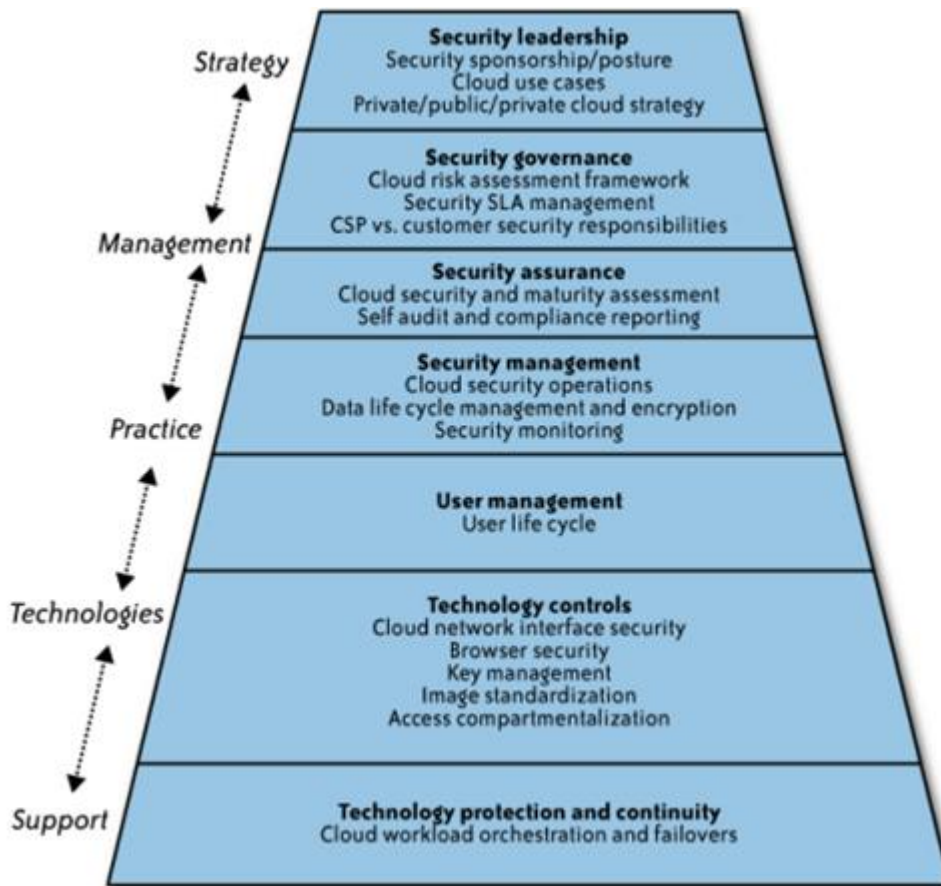 Strategy
Management
Practice
Technologies
Support
Security leadership
Security sponsorship/posture
Cloud use cases
Private/public/private cloud strategy
Security governance
Cloud risk assessment framework
Security SLA management
CSP vs. customer security responsibilities
Security assurance
Cloud security and maturity assessment
Self audit and compliance reporting
Security management
Cloud security operations
Data life cycle management and encryption
Security monitoring
User management
User life cycle
Technology controls
Cloud network interface security
Browser security
Key management
Image standardization
Access compartmentalization
Technology protection and continuity
Cloud workload orchestration and failovers